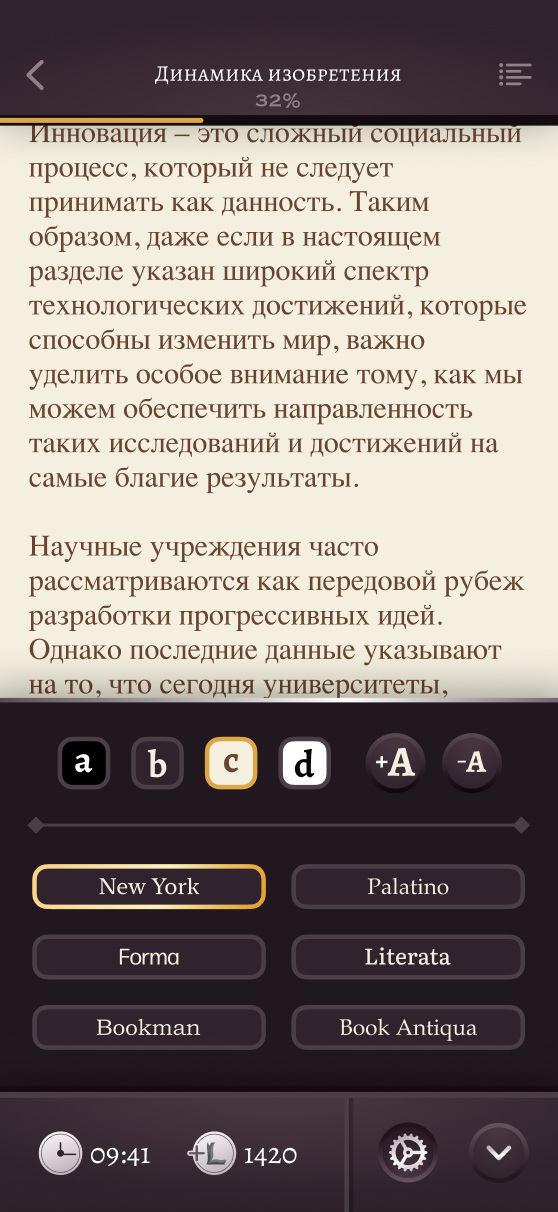 Динамика изобретения
32%
Инновация – это сложный социальный
процесс, который не следует
принимать как данность. Таким
образом, даже если в настоящем
разделе указан широкий спектр
технологических достижений, которые
способны изменить мир, важно
уделить особое внимание тому, как мы
можем обеспечить направленность
таких исследований и достижений на
самые благие результаты.
Научные учреждения часто
рассматриваются как передовой рубеж
разработки прогрессивных идей.
Однако последние данные указывают
на то, что сегодня университеты,
a b c d +A -A
New York Palatino
Forma Literata
Bookman Book Antiqua
09:41 +L 1420